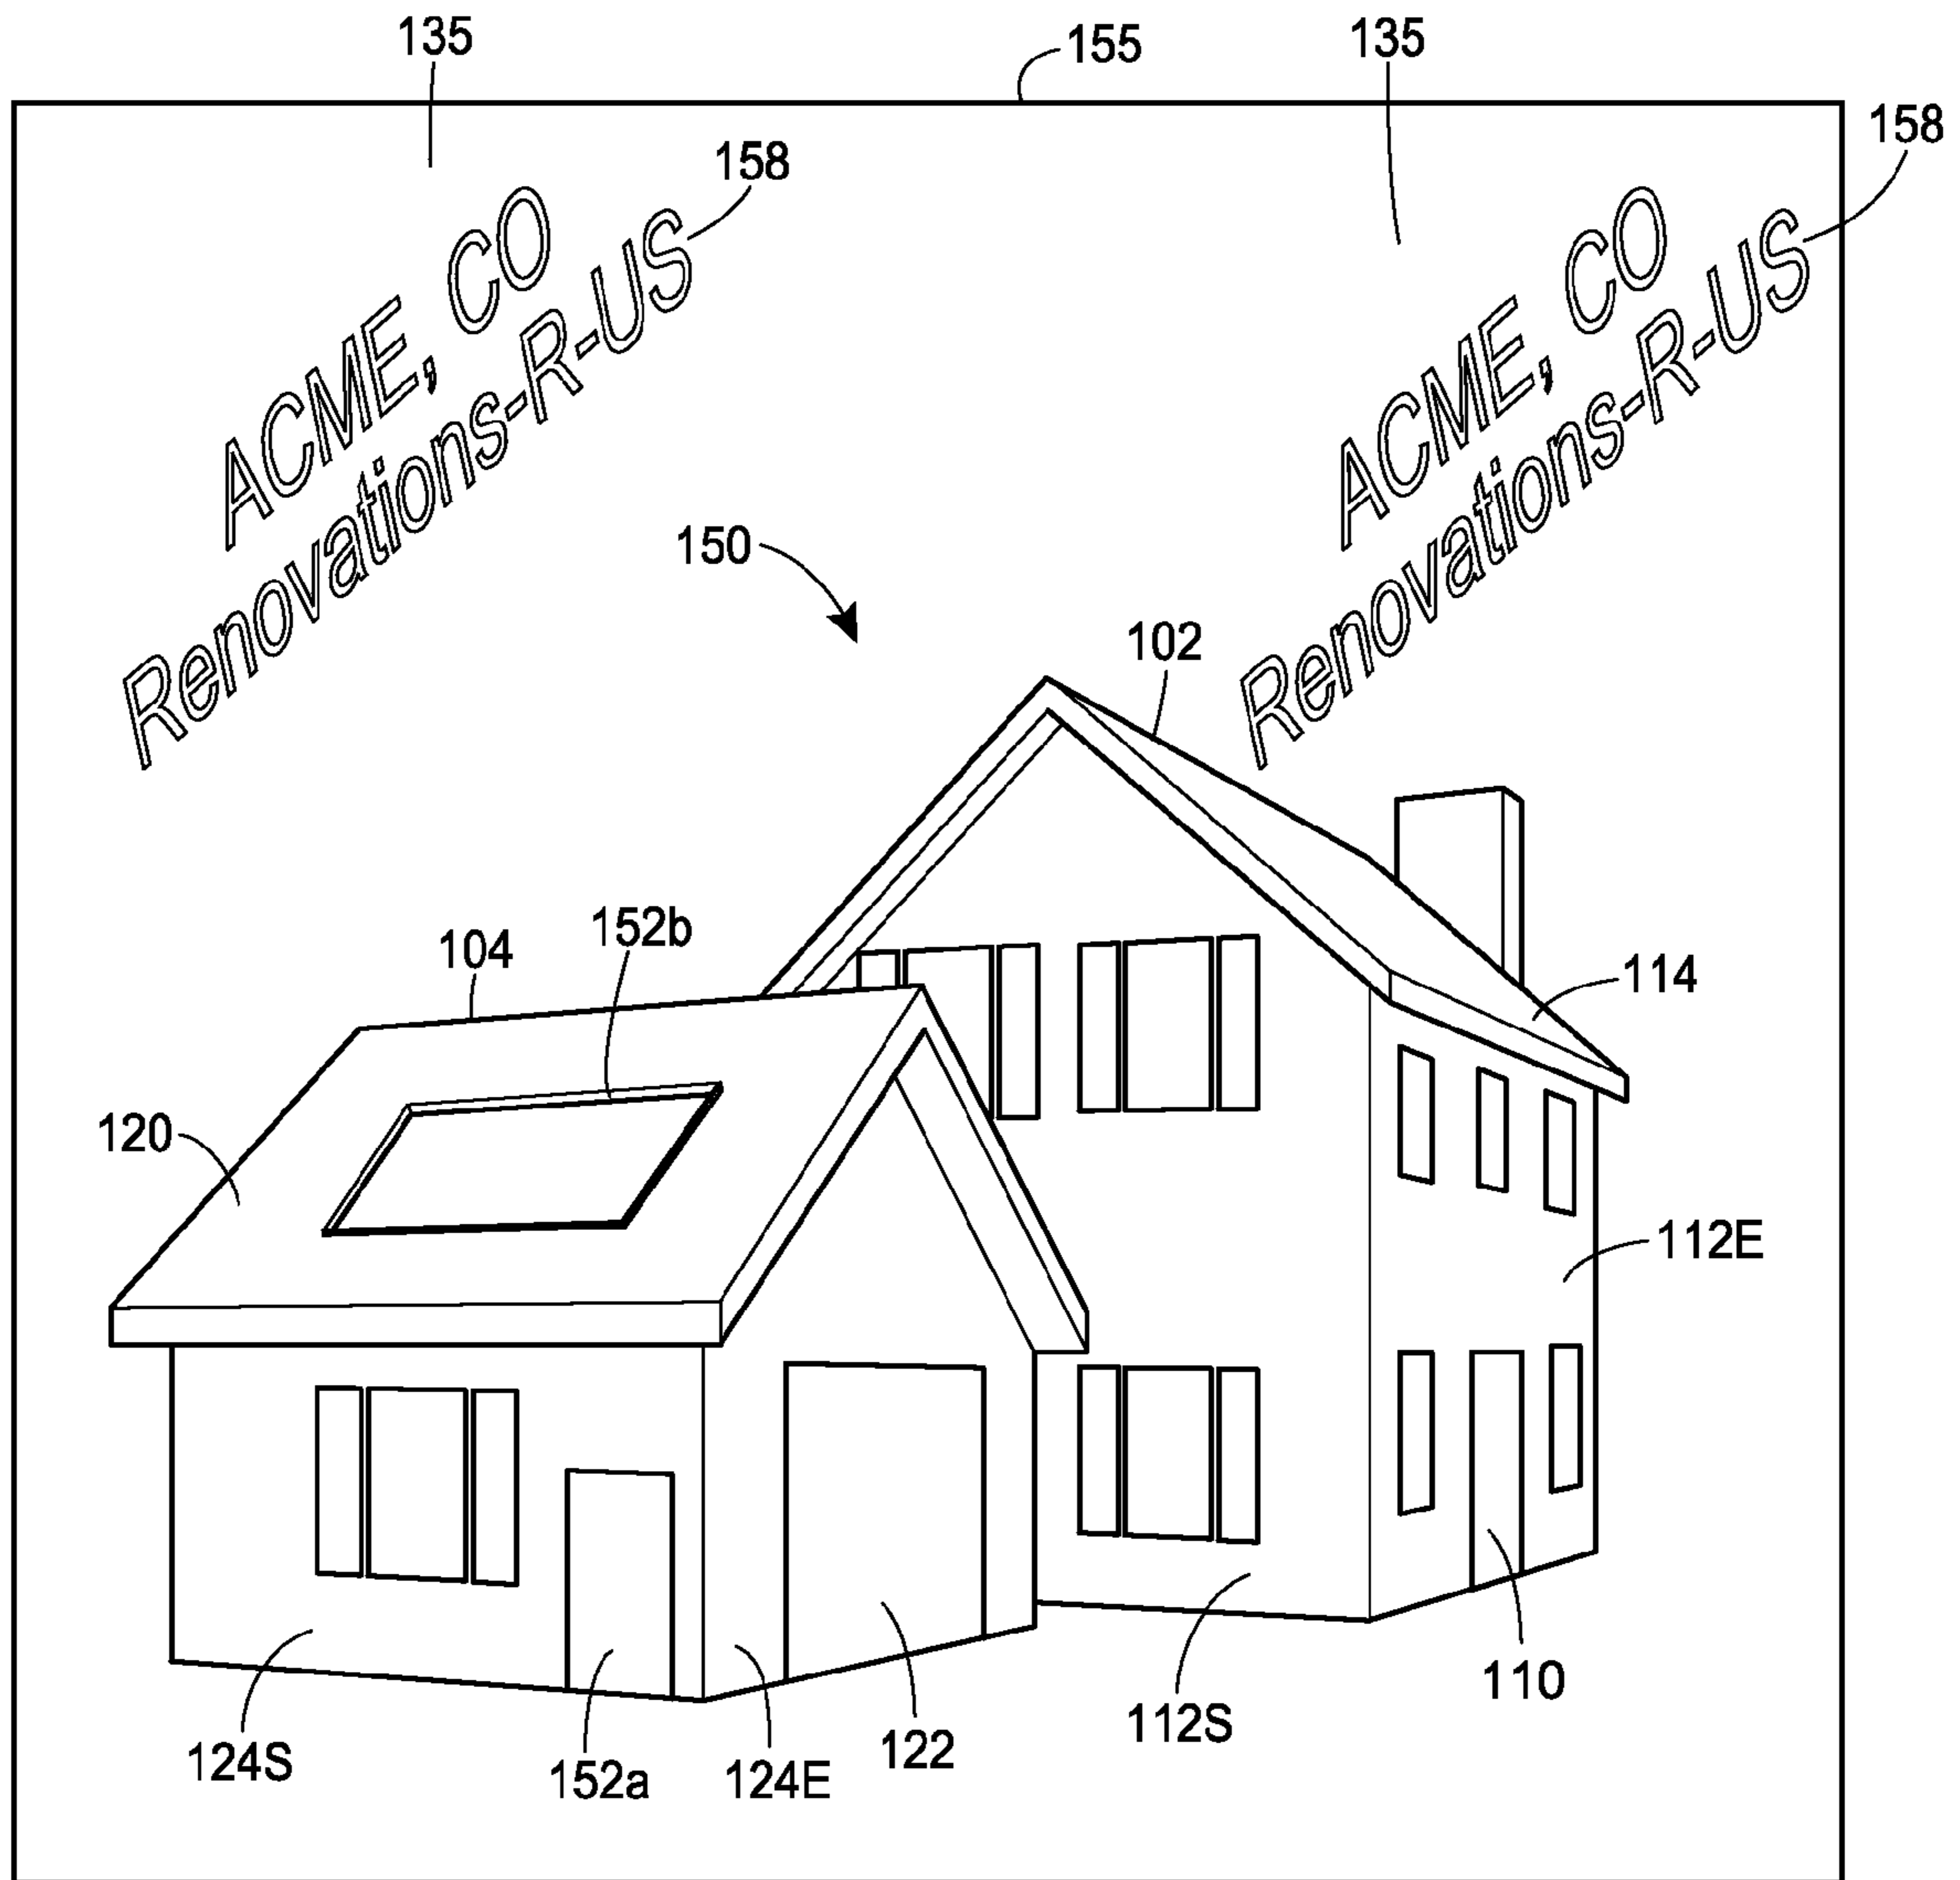 135
155
135
158
158
ACME, CO
Renovations-R-US
ACME, CO
Renovations-R-US
150
102
152b
104
114
120
112E
110
112S
122
124S
152a
124E